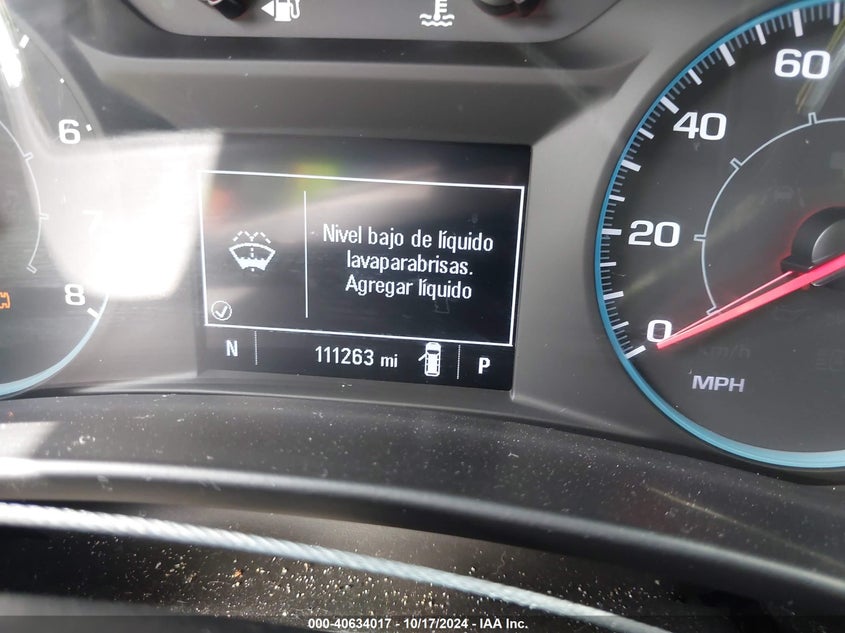 60
6
40
7
Nivel bajo de líquido
lavaparabrisas.
Agregar líquido
20
8
N 111263 mi P
0
km/h
MPH
000-40634017 - 10/17/2024 - IAA Inc.